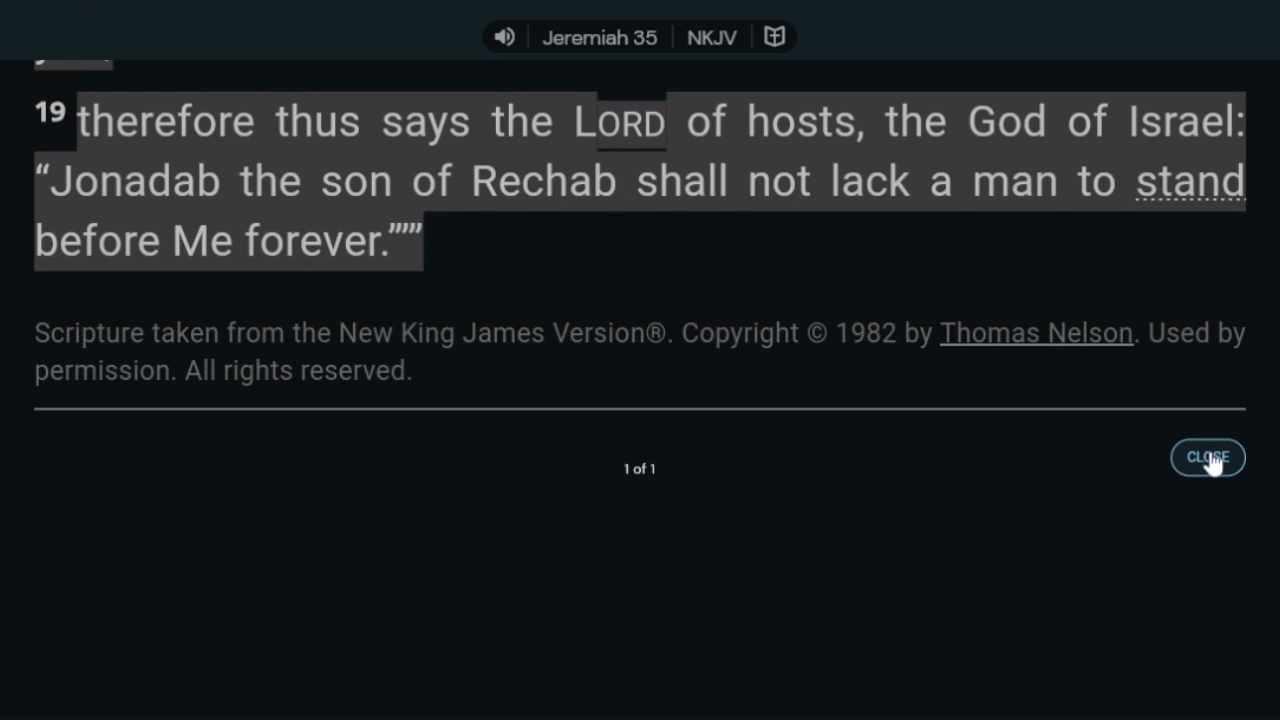 Jeremiah 35 NKJV
19 therefore thus says the LORD of hosts, the God of Israel:
“Jonadab the son of Rechab shall not lack a man to stand
before Me forever.”’”
Scripture taken from the New King James Version®. Copyright © 1982 by Thomas Nelson. Used by
permission. All rights reserved.
1 of 1
CLOSE